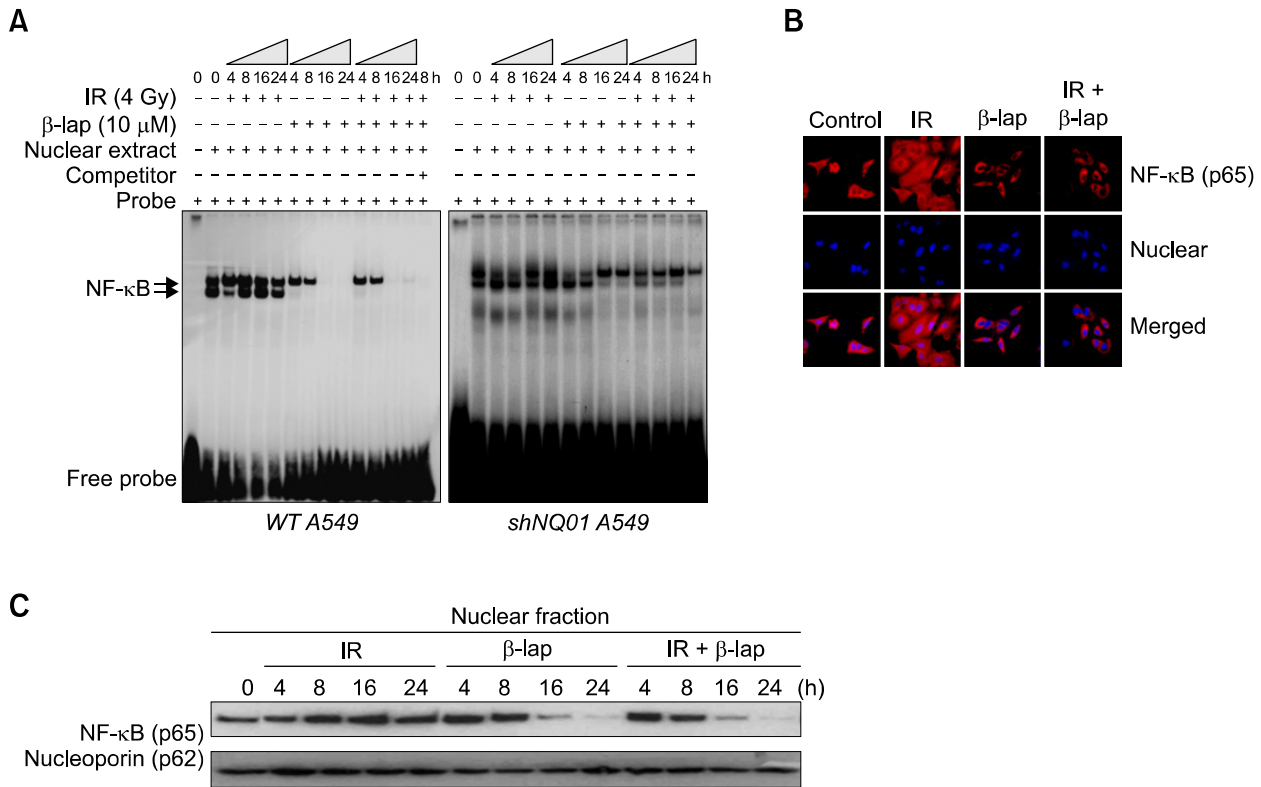 A
0 0 4 8 16 24 4 8 16 24 4 8 16 24 8 h
IR (4 Gy) – – + + + + – – – – + + + + +
β-lap (10 μM) – – – – – – + + + + + + + + +
Nuclear extract – + + + + + + + + + + + + + +
Competitor – – – – – – – – – – – – – – +
Probe + + + + + + + + + + + + + + +
NF-κB
Free probe
WT A549
0 0 4 8 16 24 4 8 16 24 4 8 16 24 h
– – + + + + – – – – + + + +
– – – – – – + + + + + + + +
– + + + + + + + + + + + + +
– – – – – – – – – – – – – –
+ + + + + + + + + + + + + +
shNQ01 A549
B
Control IR β-lap IR + β-lap
NF-κB (p65)
Nuclear
Merged
C
Nuclear fraction
IR β-lap IR + β-lap
0 4 8 16 24 4 8 16 24 4 8 16 24 (h)
NF-κB (p65)
Nucleoporin (p62)